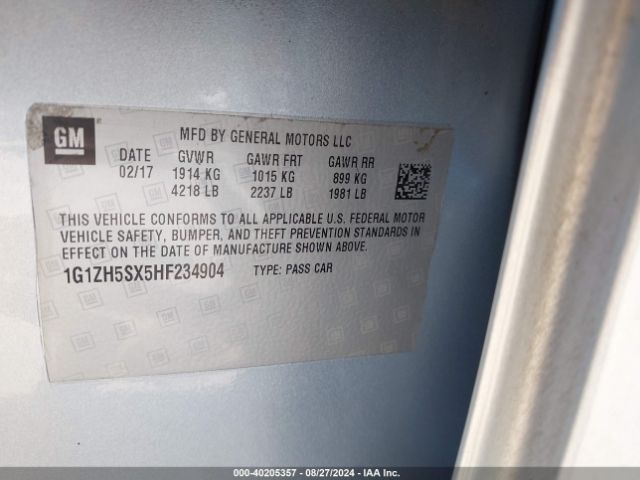 GM
MFD BY GENERAL MOTORS LLC
DATE GVWR GAWR FRT GAWR RR
02/17 1914 KG 1015 KG 899 KG
4218 LB 2237 LB 1981 LB
THIS VEHICLE CONFORMS TO ALL APPLICABLE U.S. FEDERAL MOTOR
VEHICLE SAFETY, BUMPER, AND THEFT PREVENTION STANDARDS IN
EFFECT ON THE DATE OF MANUFACTURE SHOWN ABOVE.
1G1ZH5SX5HF234904 TYPE: PASS CAR
000-40205357 - 08/27/2024 - IAA Inc.